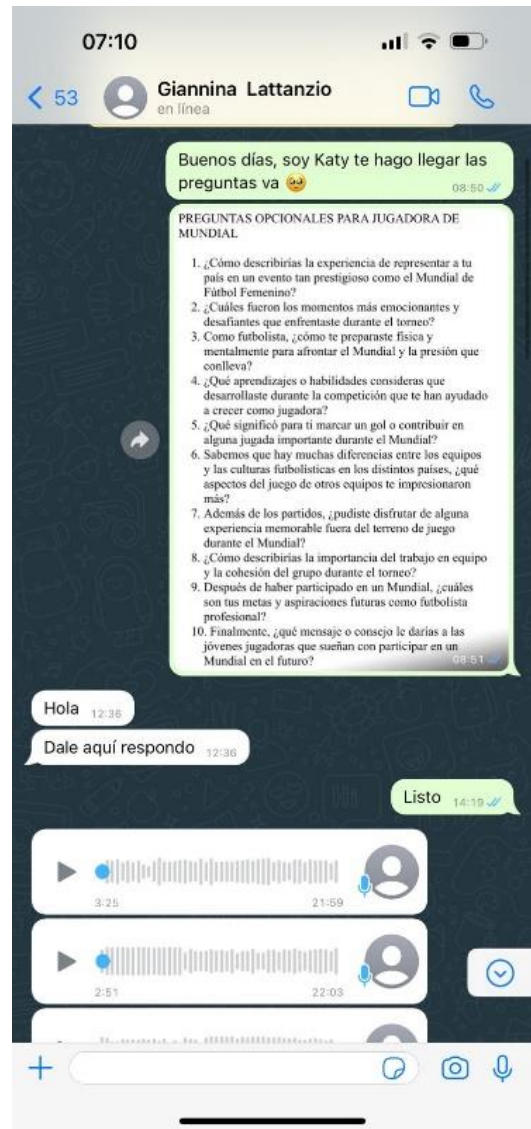 07:10
53
Giannina Lattanzio
en línea
Buenos días, soy Katy te hago llegar las
preguntas va 🥹
08:50
PREGUNTAS OPCIONALES PARA JUGADORA DE
MUNDIAL
1. ¿Cómo describirías la experiencia de representar a tu
país en un evento tan prestigioso como el Mundial de
Fútbol Femenino?
2. ¿Cuáles fueron los momentos más emocionantes y
desafiantes que enfrentaste durante el torneo?
3. Como futbolista, ¿cómo te preparaste física y
mentalmente para afrontar el Mundial y la presión que
conlleva?
4. ¿Qué aprendizajes o habilidades consideras que
desarrollaste durante la competición que te han ayudado
a crecer como jugadora?
5. ¿Qué significó para ti marcar un gol o contribuir en
alguna jugada importante durante el Mundial?
6. Sabemos que hay muchas diferencias entre los equipos
y las culturas futbolísticas en los distintos países, ¿qué
aspectos del juego de otros equipos te impresionaron
más?
7. Además de los partidos, ¿pudiste disfrutar de alguna
experiencia memorable fuera del terreno de juego
durante el Mundial?
8. ¿Cómo describirías la importancia del trabajo en equipo
y la cohesión del grupo durante el torneo?
9. Después de haber participado en un Mundial, ¿cuáles
son tus metas y aspiraciones futuras como futbolista
profesional?
10. Finalmente, ¿qué mensaje o consejo le darías a las
jóvenes jugadoras que sueñan con participar en un
Mundial en el futuro?
08:51
Hola 12:36
Dale aquí respondo 12:36
Listo 14:19
3:25 21:59
2:51 22:03